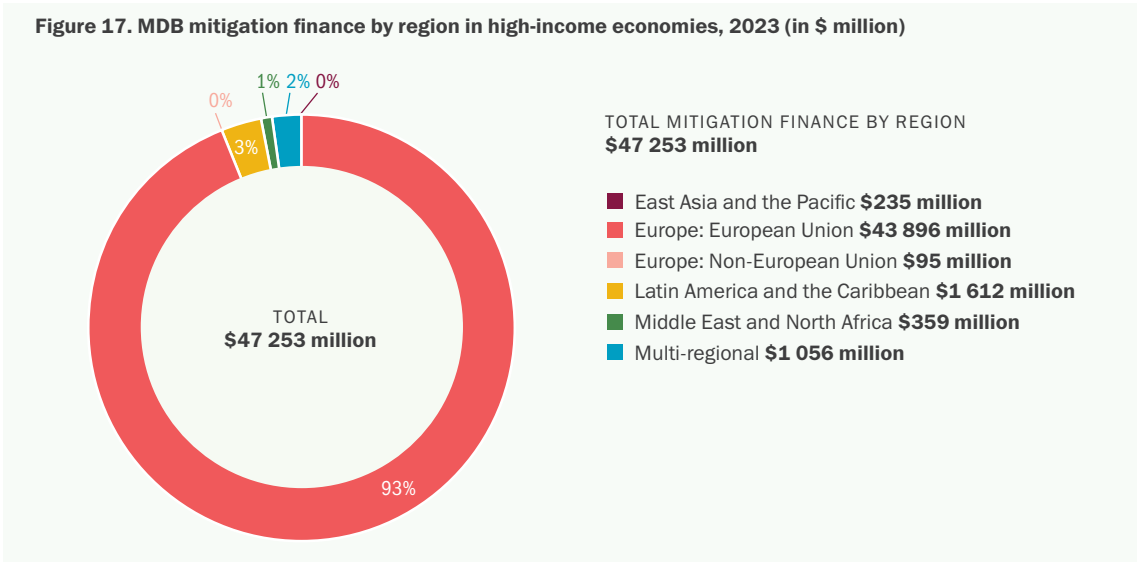 Figure 17. MDB mitigation finance by region in high-income economies, 2023 (in $ million)
0%
3%
1%
2%
0%
93%
TOTAL
$47 253 million
TOTAL MITIGATION FINANCE BY REGION
$47 253 million
East Asia and the Pacific $235 million
Europe: European Union $43 896 million
Europe: Non-European Union $95 million
Latin America and the Caribbean $1 612 million
Middle East and North Africa $359 million
Multi-regional $1 056 million